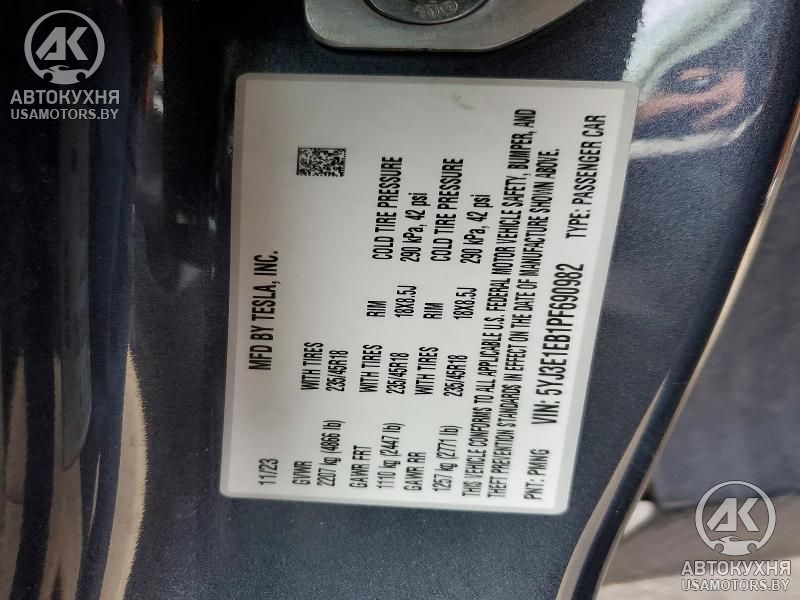 АК
АВТОКУХНЯ
USAMOTORS.BY
MFD BY TESLA, INC.
11/23
GVWR WITH TIRES
2207 kg (4866 lb) 235/45R18
GAWR FRT WITH TIRES RIM COLD TIRE PRESSURE
1110 kg (2447 lb) 235/45R18 18X8.5J 290 kPa, 42 psi
GAWR RR WITH TIRES RIM COLD TIRE PRESSURE
1257 kg (2771 lb) 235/45R18 18X8.5J 290 kPa, 42 psi
THIS VEHICLE CONFORMS TO ALL APPLICABLE U.S. FEDERAL MOTOR VEHICLE SAFETY, BUMPER, AND
THEFT PREVENTION STANDARDS IN EFFECT ON THE DATE OF MANUFACTURE SHOWN ABOVE.
PNT: PMNG VIN: 5YJ3E1EB1PF690982 TYPE: PASSENGER CAR
АК
АВТОКУХНЯ
USAMOTORS.BY